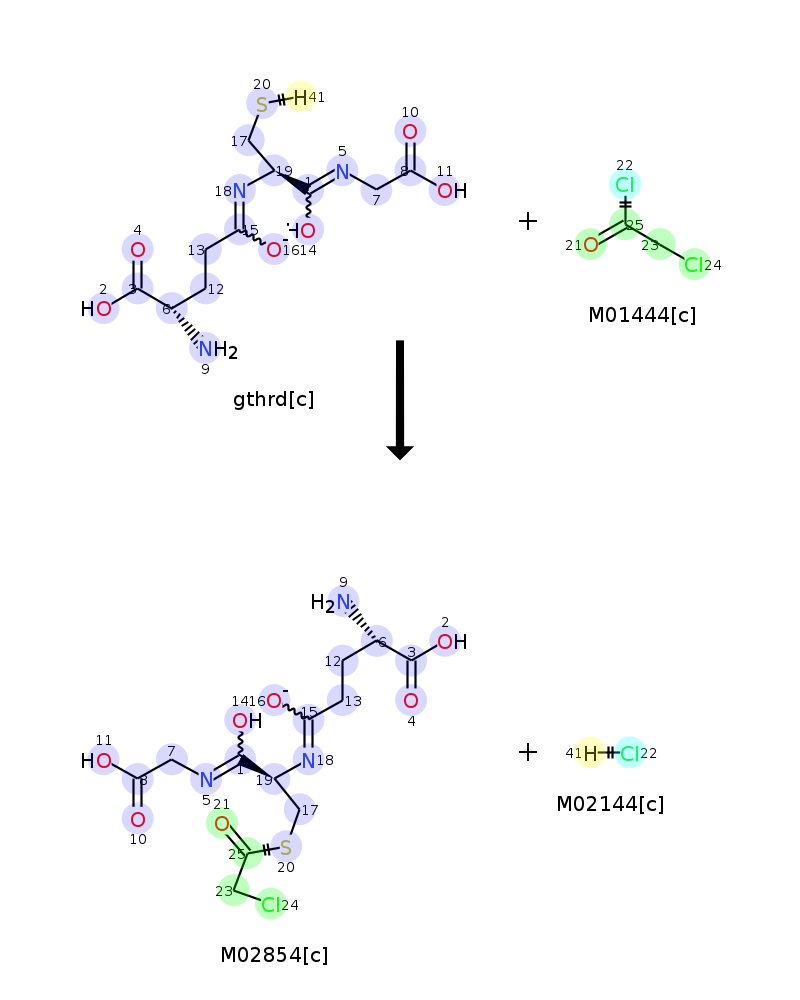 20
S H 41
17
10
O
5
N
19
1
8
11
OH
7
18 N
HO
14
4
O
15
13
O-
16
2
HO
3
12
6
NH2
9
gthrd[c]
+
22
Cl
25
21 O
23
Cl 24
M01444[c]
9
H2N
2
OH
6
3
12
16 O-
13
O
4
15
14
OH
11
HO
7
8
N
5
1
19
N 18
O
10
21
O
17
25
S
20
23
Cl 24
M02854[c]
+
41 H Cl 22
M02144[c]